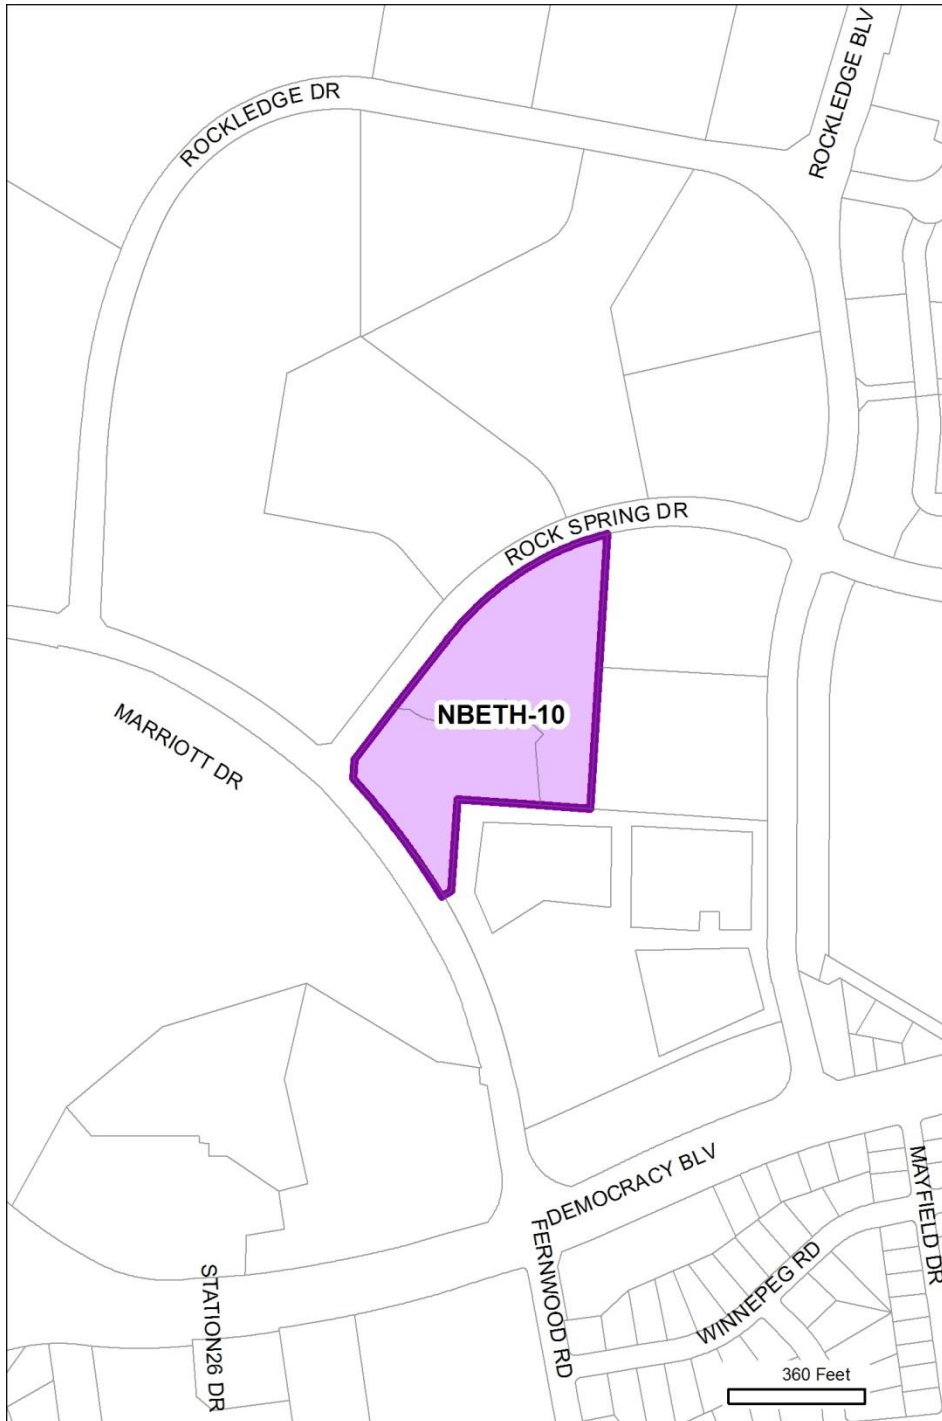 ROCKLEDGE BLV
ROCKLEDGE DR
ROCK SPRING DR
NBETH-10
MARRIOTT DR
DEMOCRACY BLV
MAYFIELD DR
FERNWOOD RD
WINNEPEG RD
STATION26 DR
360 Feet